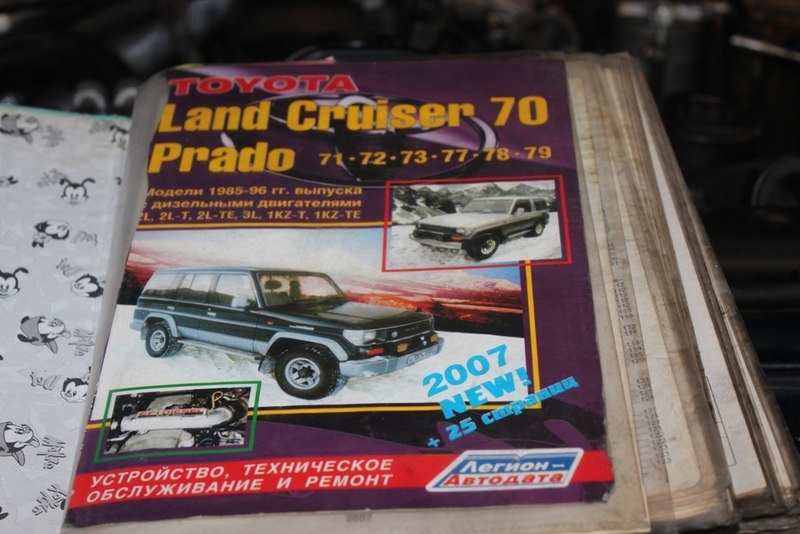 TOYOTA
Land Cruiser 70
Prado 71·72·73·77·78·79
Модели 1985-96 гг. выпуска
с дизельными двигателями
2L, 2L-T, 2L-TE, 3L, 1KZ-T, 1KZ-TE
2007
NEW!
+ 25 страниц
УСТРОЙСТВО, ТЕХНИЧЕСКОЕ
ОБСЛУЖИВАНИЕ И РЕМОНТ
Легион
Автодата
2007